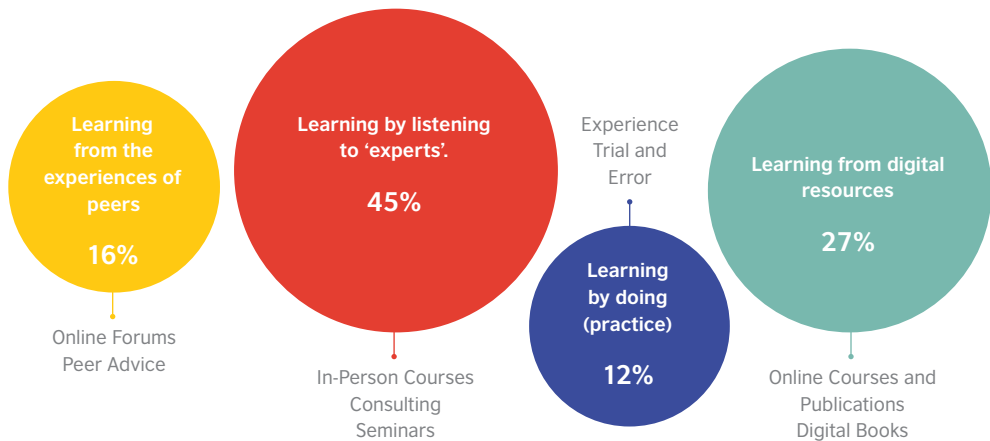 Learning
from the
experiences of
peers
16%
Online Forums
Peer Advice
Learning by listening
to ‘experts’.
45%
In-Person Courses
Consulting
Seminars
Experience
Trial and
Error
Learning
by doing
(practice)
12%
Learning from digital
resources
27%
Online Courses and
Publications
Digital Books